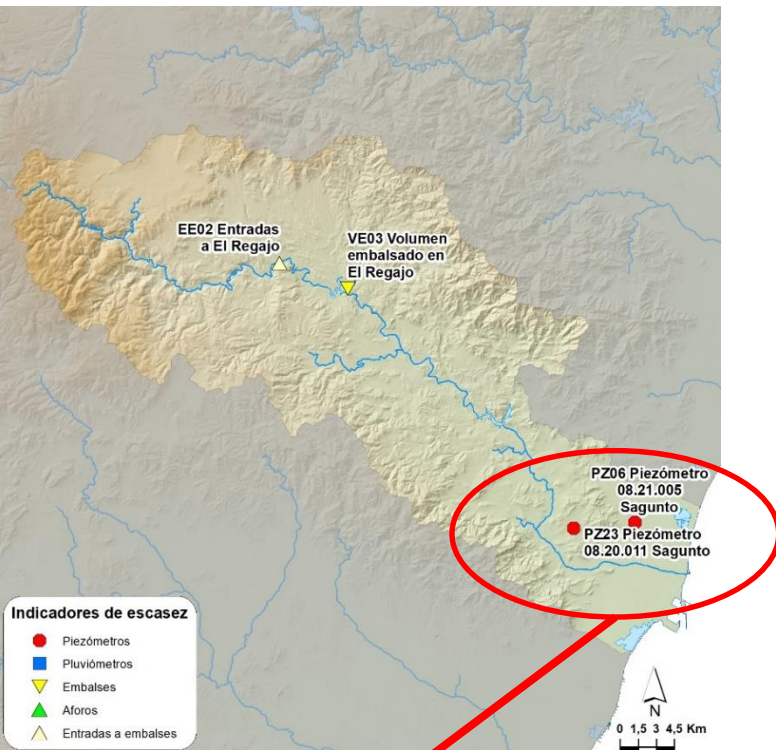 EE02 Entradas
a El Regajo
VE03 Volumen
embalsado en
El Regajo
PZ06 Piezómetro
08.21.005
Sagunto
PZ23 Piezómetro
08.20.011 Sagunto
Indicadores de escasez
Piezómetros
Pluviómetros
Embalses
Aforos
Entradas a embalses
N
0 1,5 3 4,5 Km